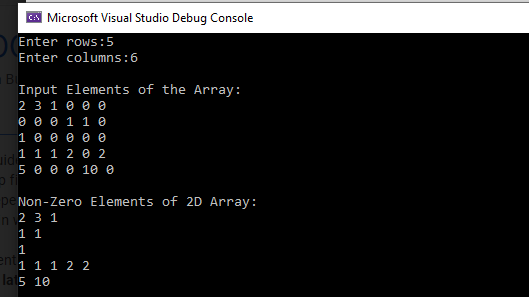 Microsoft Visual Studio Debug Console
Enter rows:5
Enter columns:6
Input Elements of the Array:
2 3 1 0 0 0
0 0 0 1 1 0
1 0 0 0 0 0
1 1 1 2 0 2
5 0 0 0 10 0
Non-Zero Elements of 2D Array:
2 3 1
1 1
1
1 1 1 2 2
5 10